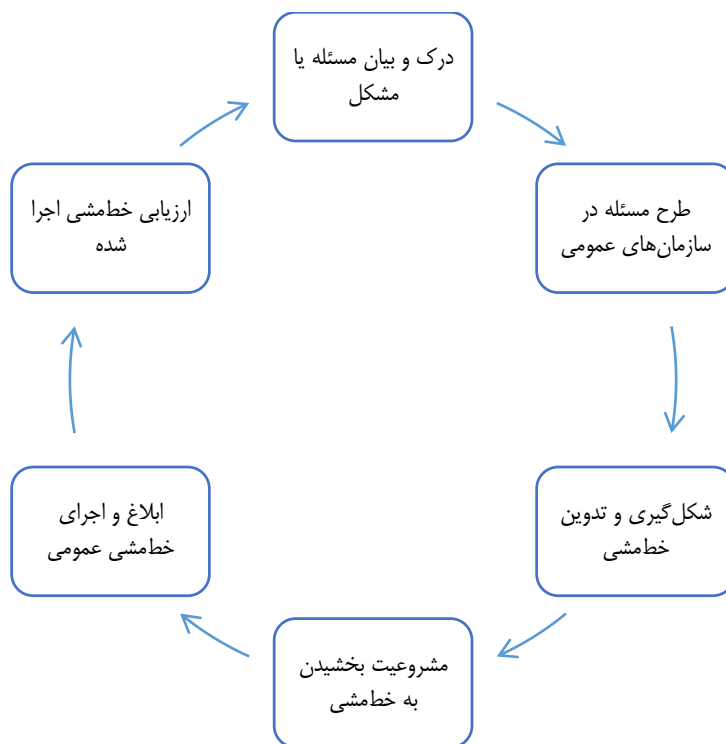 درک و بیان مسئله یا
مشکل
طرح مسئله در
سازمان‌های عمومی
شکل‌گیری و تدوین
خط‌مشی
مشروعیت بخشیدن
به خط‌مشی
ابلاغ و اجرای
خط‌مشی عمومی
ارزیابی خط‌مشی اجرا
شده